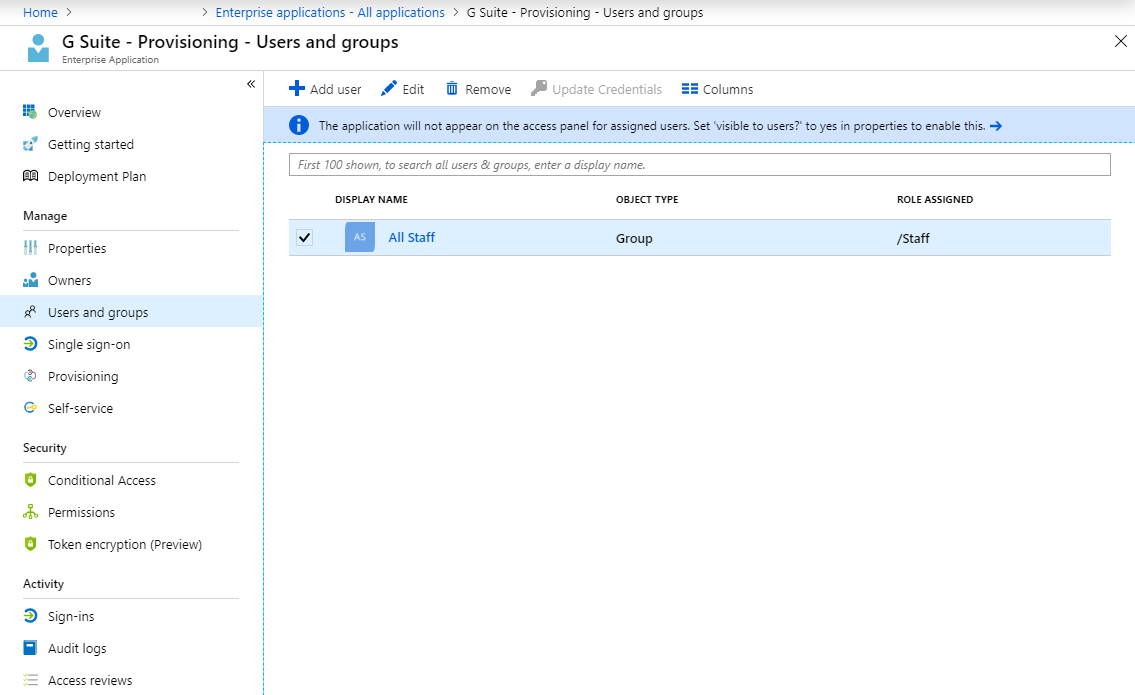 Home > > Enterprise applications - All applications > G Suite - Provisioning - Users and groups
G Suite - Provisioning - Users and groups
Enterprise Application
«
Overview
Getting started
Deployment Plan
Manage
Properties
Owners
Users and groups
Single sign-on
Provisioning
Self-service
Security
Conditional Access
Permissions
Token encryption (Preview)
Activity
Sign-ins
Audit logs
Access reviews
Add user Edit Remove Update Credentials Columns
The application will not appear on the access panel for assigned users. Set 'visible to users?' to yes in properties to enable this. →
First 100 shown, to search all users & groups, enter a display name.
DISPLAY NAME OBJECT TYPE ROLE ASSIGNED
AS All Staff Group /Staff